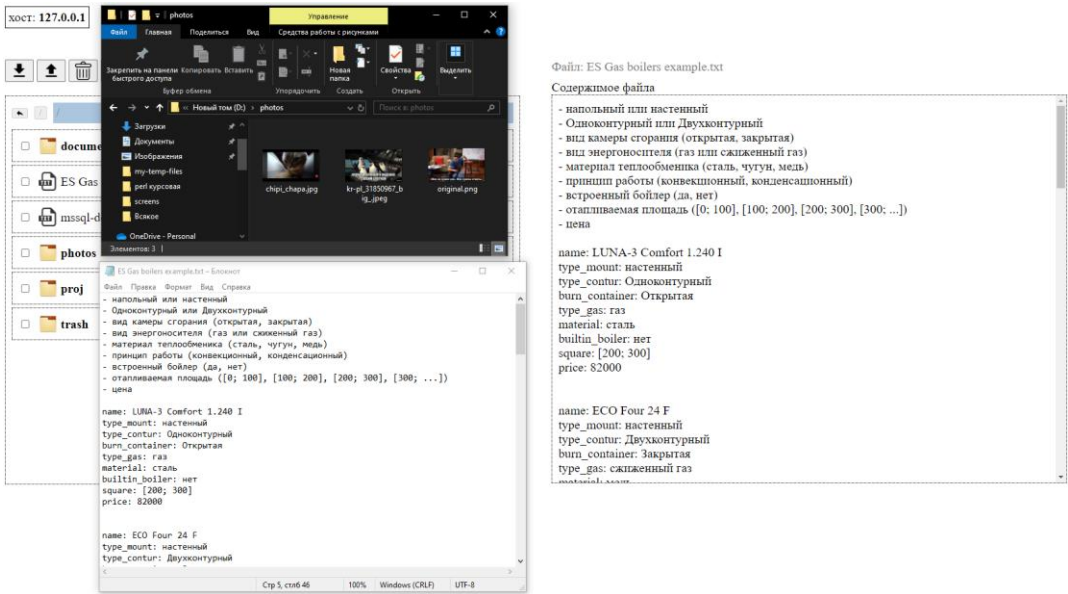 хост: 127.0.0.1
photos
Управление
Файл
Главная
Поделиться
Вид
Средства работы с рисунками
Закрепить на панели быстрого доступа
Копировать
Вставить
Новая папка
Свойства
Выделить
Буфер обмена
Упорядочить
Создать
Открыть
« Новый том (D:) › photos
Поиск в: photos
Загрузки
Документы
Изображения
my-temp-files
perl курсовая
screens
Всякое
OneDrive - Personal
chipi_chapa.jpg
kr-pl_31850967_b
ig_.jpeg
original.png
Элементов: 3
/
/
docume
ES Gas
mssql-d
photos
proj
trash
ES Gas boilers example.txt – Блокнот
Файл Правка Формат Вид Справка
- напольный или настенный
- Одноконтурный или Двухконтурный
- вид камеры сгорания (открытая, закрытая)
- вид энергоносителя (газ или сжиженный газ)
- материал теплообменика (сталь, чугун, медь)
- принцип работы (конвекционный, конденсационный)
- встроенный бойлер (да, нет)
- отапливаемая площадь ([0; 100], [100; 200], [200; 300], [300; ...])
- цена
name: LUNA-3 Comfort 1.240 I
type_mount: настенный
type_contur: Одноконтурный
burn_container: Открытая
type_gas: газ
material: сталь
builtin_boiler: нет
square: [200; 300]
price: 82000
name: ECO Four 24 F
type_mount: настенный
type_contur: Двухконтурный
Стр 5, стлб 46
100%
Windows (CRLF)
UTF-8
Файл: ES Gas boilers example.txt
Содержимое файла
- напольный или настенный
- Одноконтурный или Двухконтурный
- вид камеры сгорания (открытая, закрытая)
- вид энергоносителя (газ или сжиженный газ)
- материал теплообменика (сталь, чугун, медь)
- принцип работы (конвекционный, конденсационный)
- встроенный бойлер (да, нет)
- отапливаемая площадь ([0; 100], [100; 200], [200; 300], [300; ...])
- цена
name: LUNA-3 Comfort 1.240 I
type_mount: настенный
type_contur: Одноконтурный
burn_container: Открытая
type_gas: газ
material: сталь
builtin_boiler: нет
square: [200; 300]
price: 82000
name: ECO Four 24 F
type_mount: настенный
type_contur: Двухконтурный
burn_container: Закрытая
type_gas: сжиженный газ
material: медь